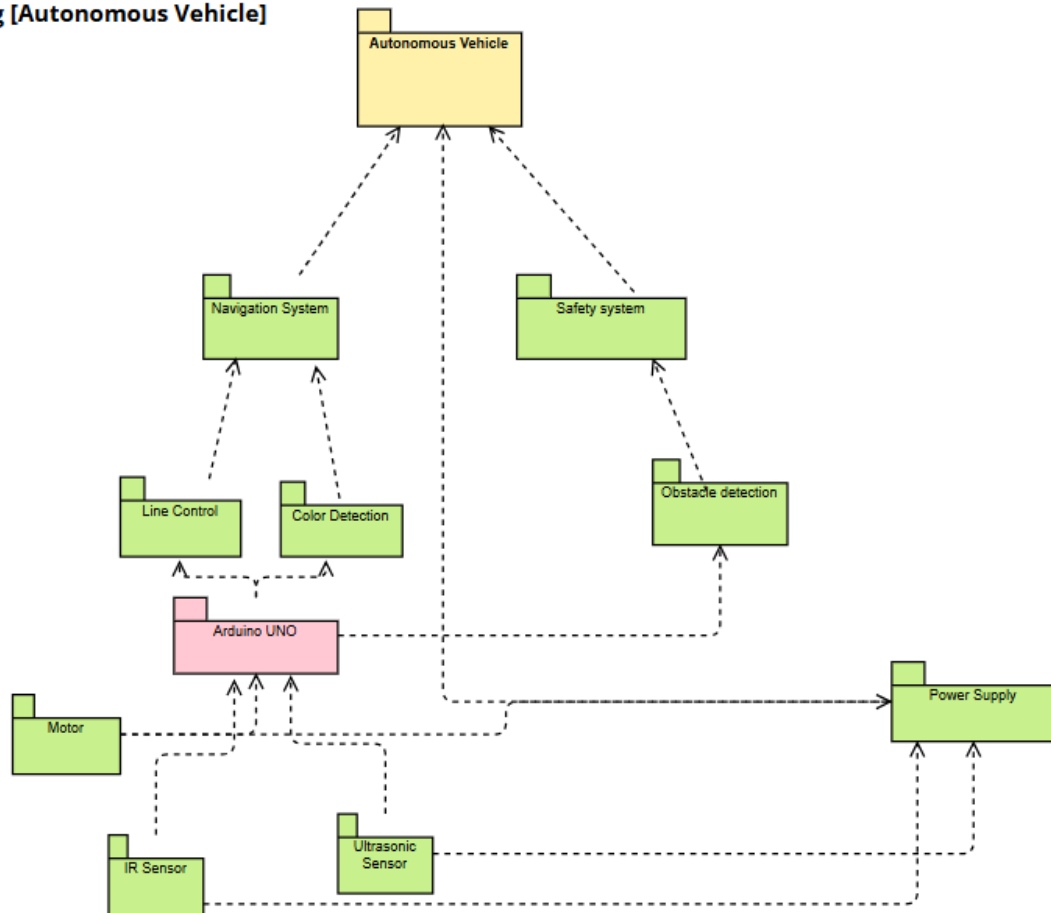 g [Autonomous Vehicle]
Autonomous Vehicle
Navigation System
Safety system
Obstacle detection
Line Control
Color Detection
Arduino UNO
Power Supply
Motor
Ultrasonic
Sensor
IR Sensor